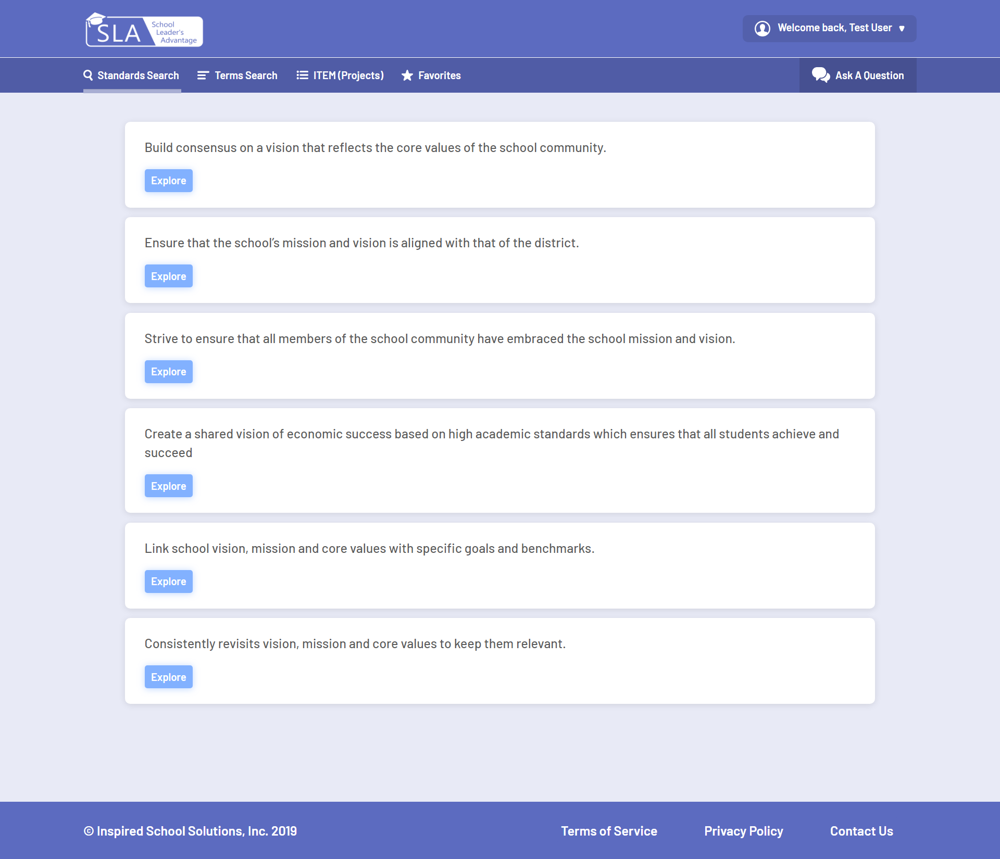 SLA
School
Leader's
Advantage
Welcome back, Test User
Standards Search
Terms Search
ITEM (Projects)
Favorites
Ask A Question
Build consensus on a vision that reflects the core values of the school community.
Explore
Ensure that the school’s mission and vision is aligned with that of the district.
Explore
Strive to ensure that all members of the school community have embraced the school mission and vision.
Explore
Create a shared vision of economic success based on high academic standards which ensures that all students achieve and
succeed
Explore
Link school vision, mission and core values with specific goals and benchmarks.
Explore
Consistently revisits vision, mission and core values to keep them relevant.
Explore
© Inspired School Solutions, Inc. 2019
Terms of Service
Privacy Policy
Contact Us